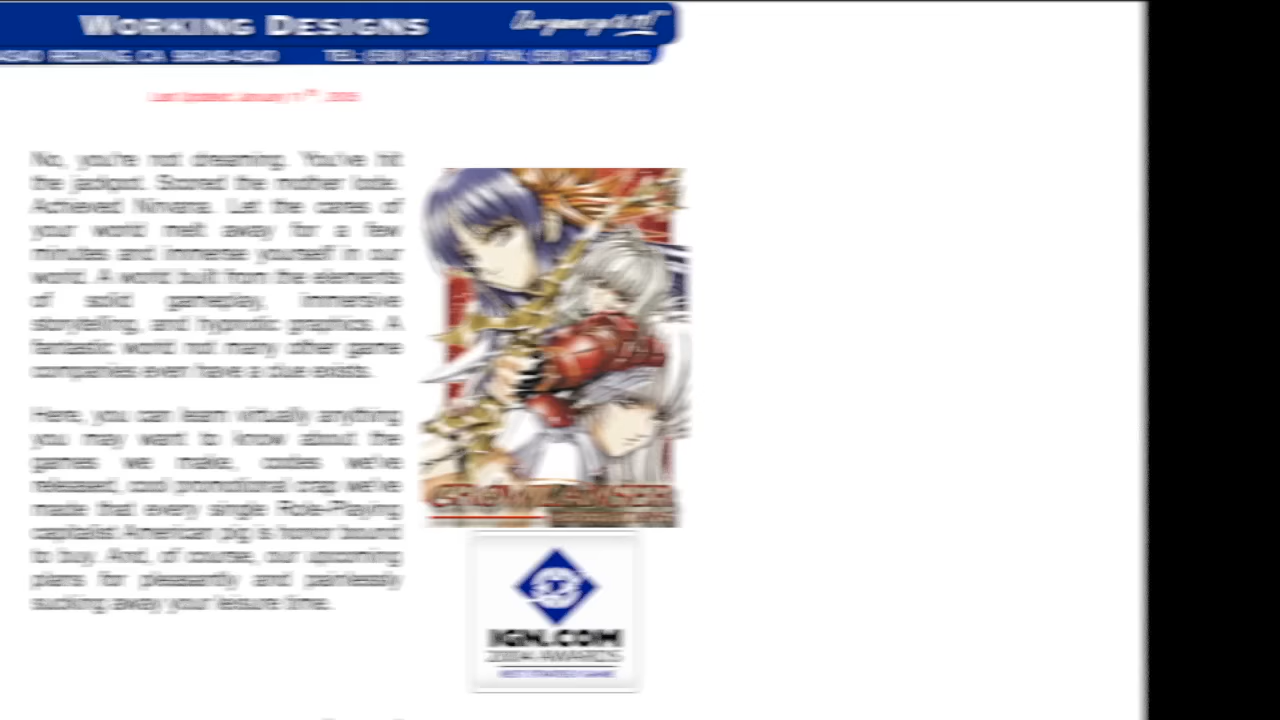 WORKING DESIGNS
REDDING, CA
No, you're not dreaming. You've hit
the jackpot. Scored the mother lode.
Achieved Nirvana. Let the cares of
your world melt away for a few
minutes and immerse yourself in our
world. A world built from the elements
of solid gameplay, immersive
storytelling, and hypnotic graphics. A
fantastic world not many other game
companies even have a clue exists.
Here, you can learn virtually anything
you may want to know about the
games we make, codes we've
released, cool promotional crap we've
made that every single Role-Playing
capitalist American pig is honor bound
to buy. And, of course, our upcoming
plans for pleasantly and painlessly
sucking away your leisure time.
GROWLANSER
IGN.COM
2004 AWARDS